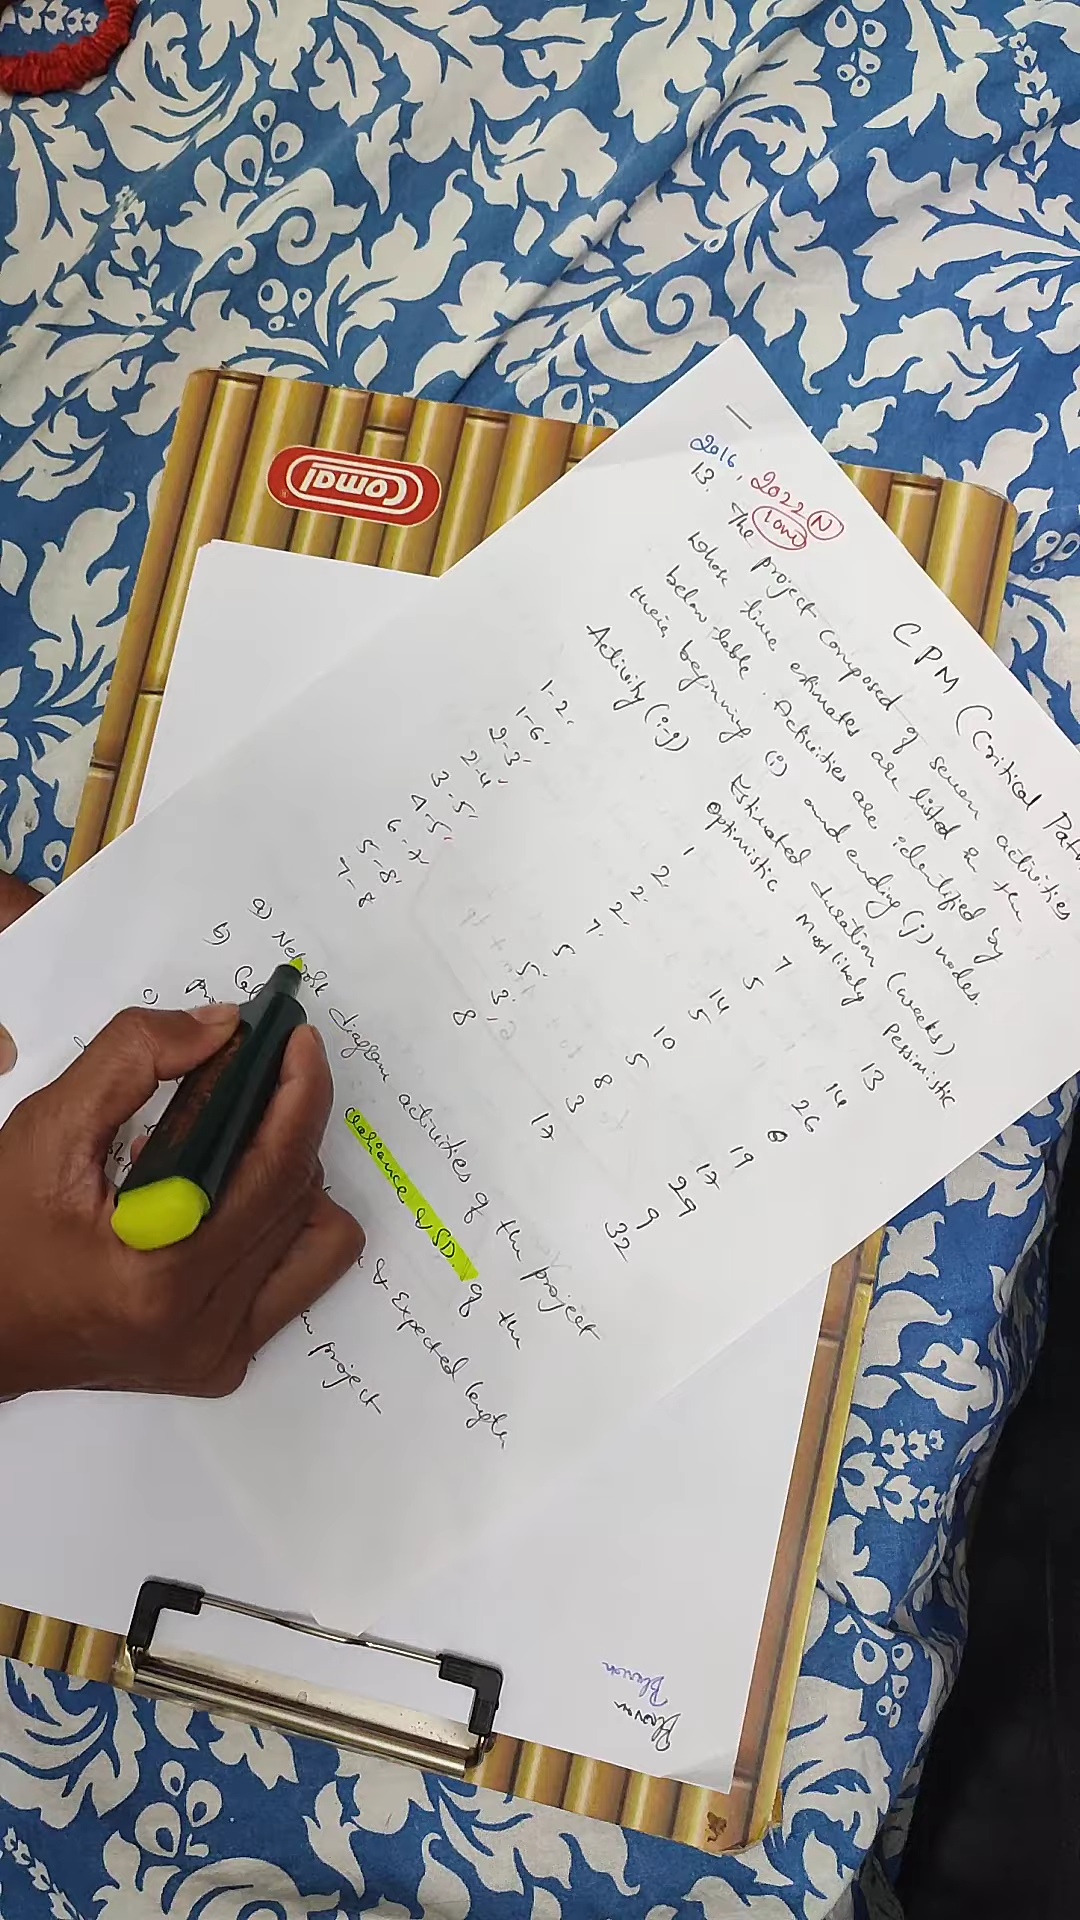 Comal
2016, 2022 N
10M
CPM (Critical Pat
13. The project composed of seven activities
whose time estimates are listed in the
below table. Activities are identified by
their beginning (i) and ending (j) nodes.
Activity (i-j) Estimated duration (weeks)
optimistic most likely pessimistic
1-2. 1 7 13
1-6. 2 5 14
2-3. 2. 14 26
2-4. 2. 5 8
3-5. 7. 10 19
4-5. 5 5 17
6-7 5. 8 29
5-8. 3. 3 9
7-8 8 17 32
a) Network diagram activities of the project
b) variance & SD. of the
c) & Expected length
project
Bhavan
Bhavan